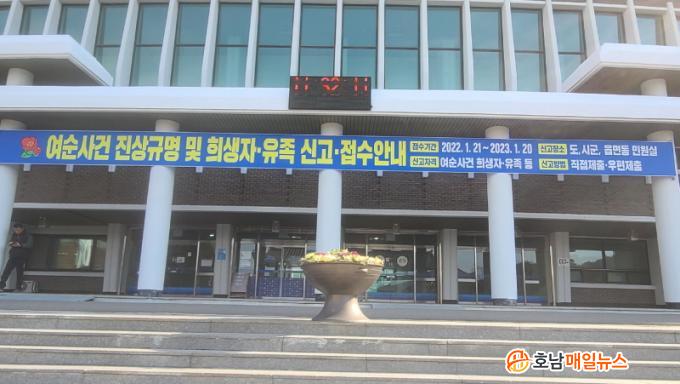 여순사건 진상규명 및 희생자·유족 신고·접수안내
접수기간 2022. 1. 21 ~ 2023. 1. 20 신고장소 도, 시군, 읍면동 민원실
신고자격 여순사건 희생자·유족 등 신고방법 직접제출·우편제출
호남매일뉴스